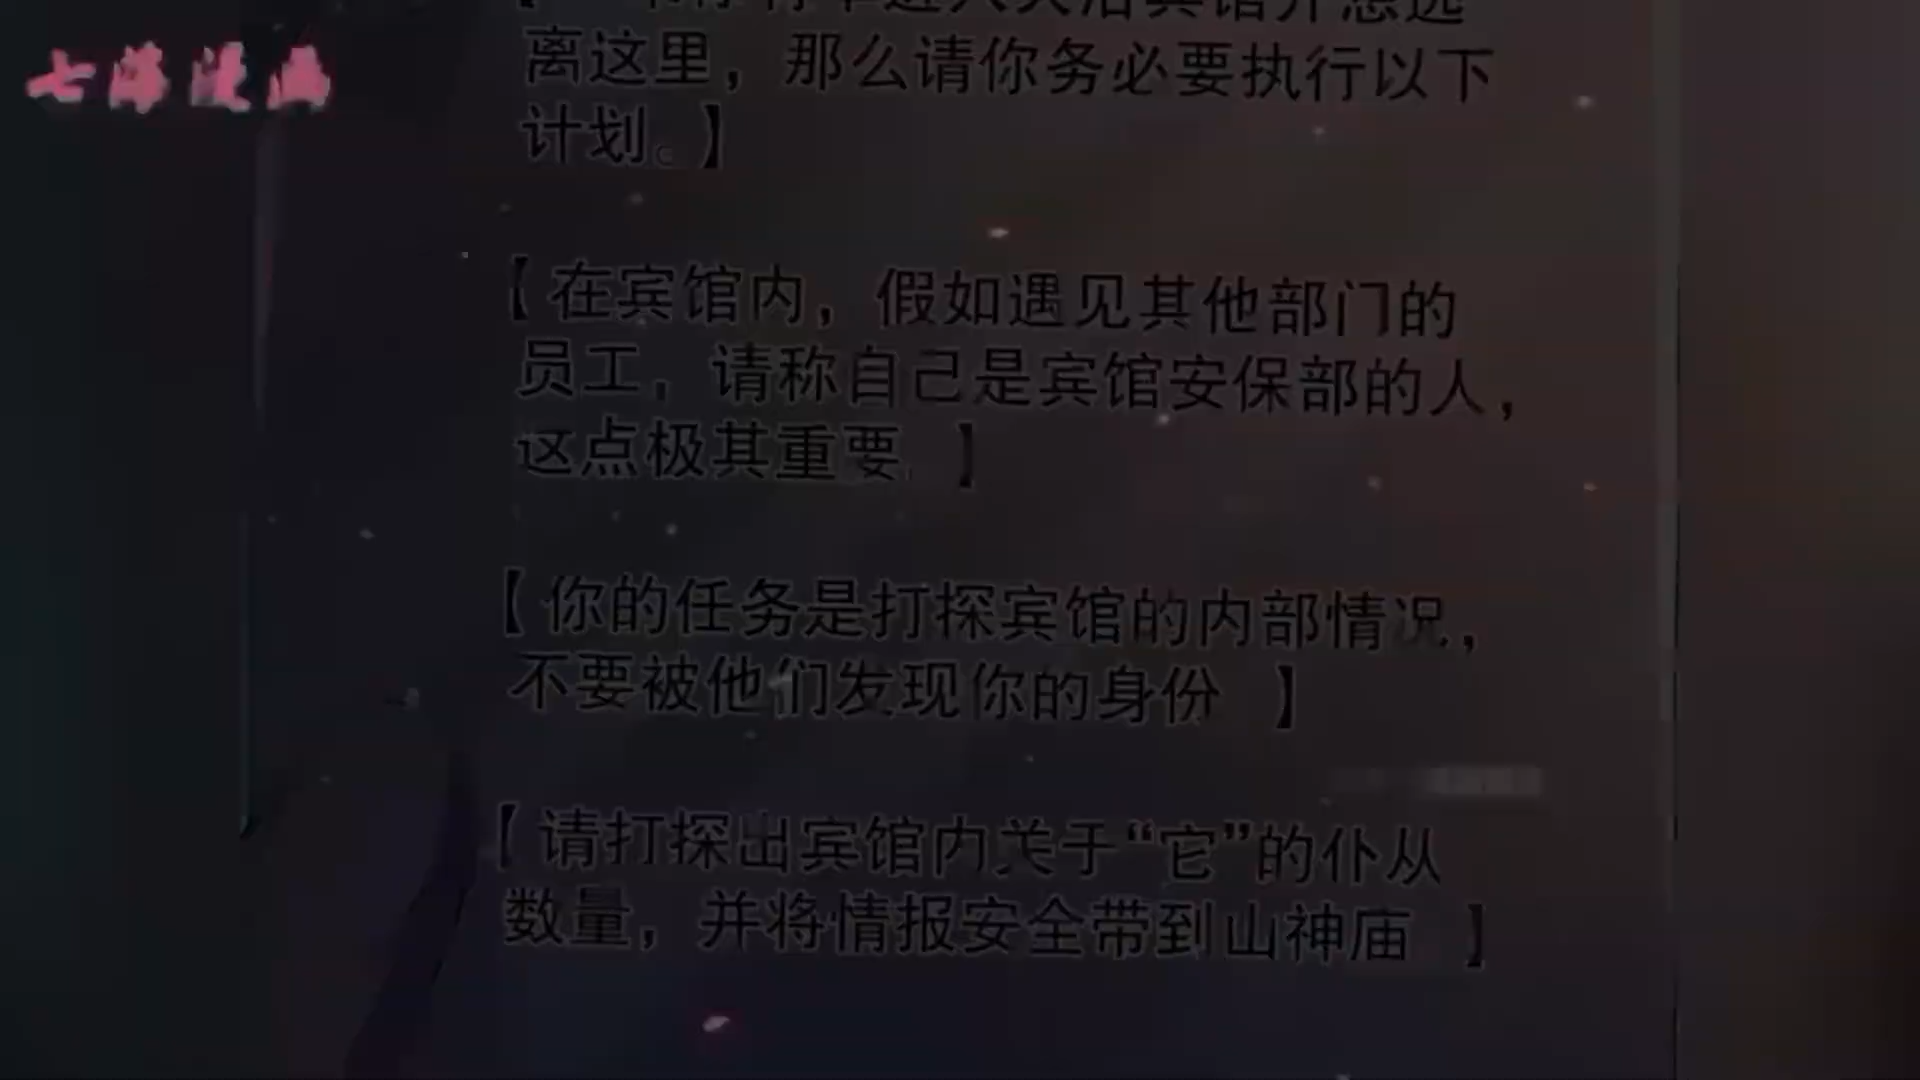 七海漫画
离这里，那么请你务必要执行以下
计划。】
【在宾馆内，假如遇见其他部门的
员工，请称自己是宾馆安保部的人，
这点极其重要。】
【你的任务是打探宾馆的内部情况，
不要被他们发现你的身份 】
【请打探出宾馆内关于“它”的仆从
数量，并将情报安全带到山神庙 】